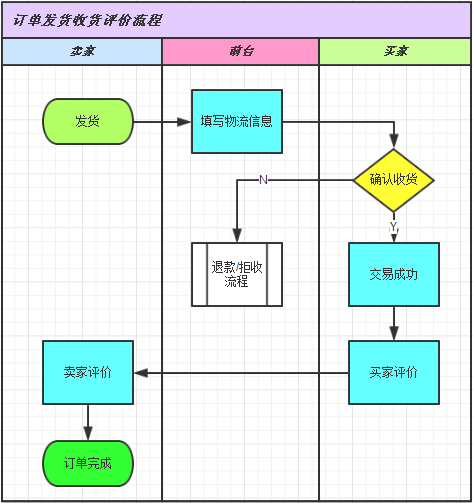 订单发货收货评价流程
卖家
前台
买家
发货
填写物流信息
确认收货
N
Y
退款/拒收
流程
交易成功
卖家评价
买家评价
订单完成